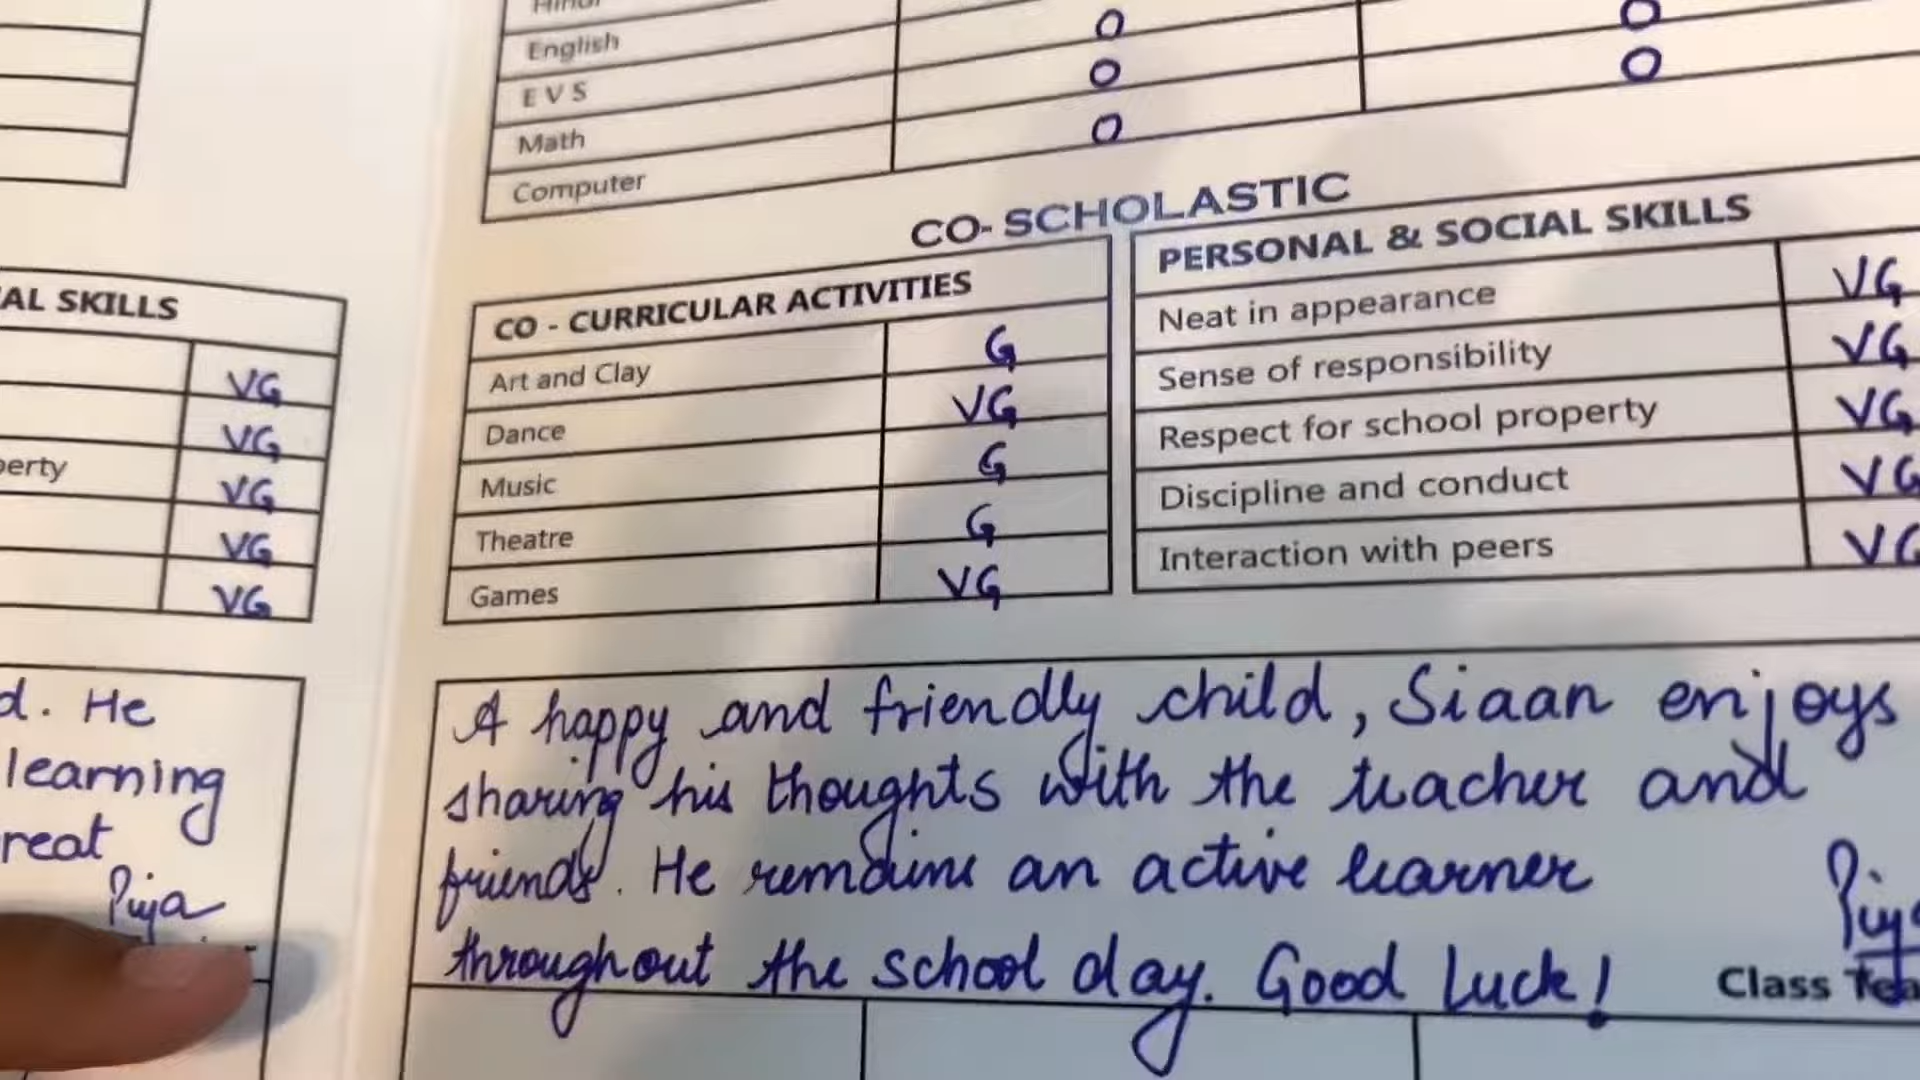 AL SKILLS
VG
VG
perty VG
VG
VG
d. He
learning
reat
Puja
Hindi
English O O
E V S O O
Math O
Computer
CO- SCHOLASTIC
CO - CURRICULAR ACTIVITIES
Art and Clay G
Dance VG
Music G
Theatre G
Games VG
PERSONAL & SOCIAL SKILLS
Neat in appearance VG
Sense of responsibility VG
Respect for school property VG
Discipline and conduct VG
Interaction with peers VG
A happy and friendly child, Siaan enjoys
sharing his thoughts with the teacher and
friends. He remains an active learner
throughout the school day. Good Luck!
Class Tea